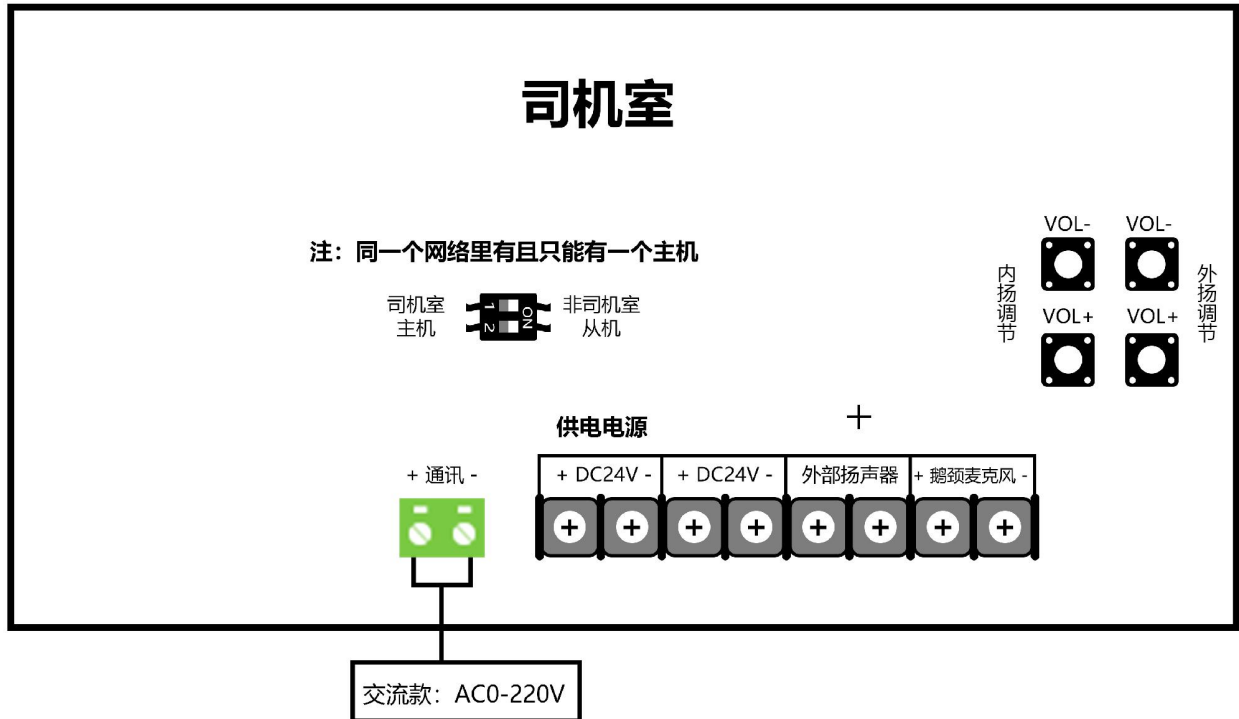 司机室
注：同一个网络里有且只能有一个主机
司机室
主机
1
2
ON
非司机室
从机
VOL-
VOL-
内扬调节
外扬调节
VOL+
VOL+
供电电源
+ 通讯 -
+ DC24V -
+ DC24V -
外部扬声器
+ 鹅颈麦克风 -
交流款：AC0-220V